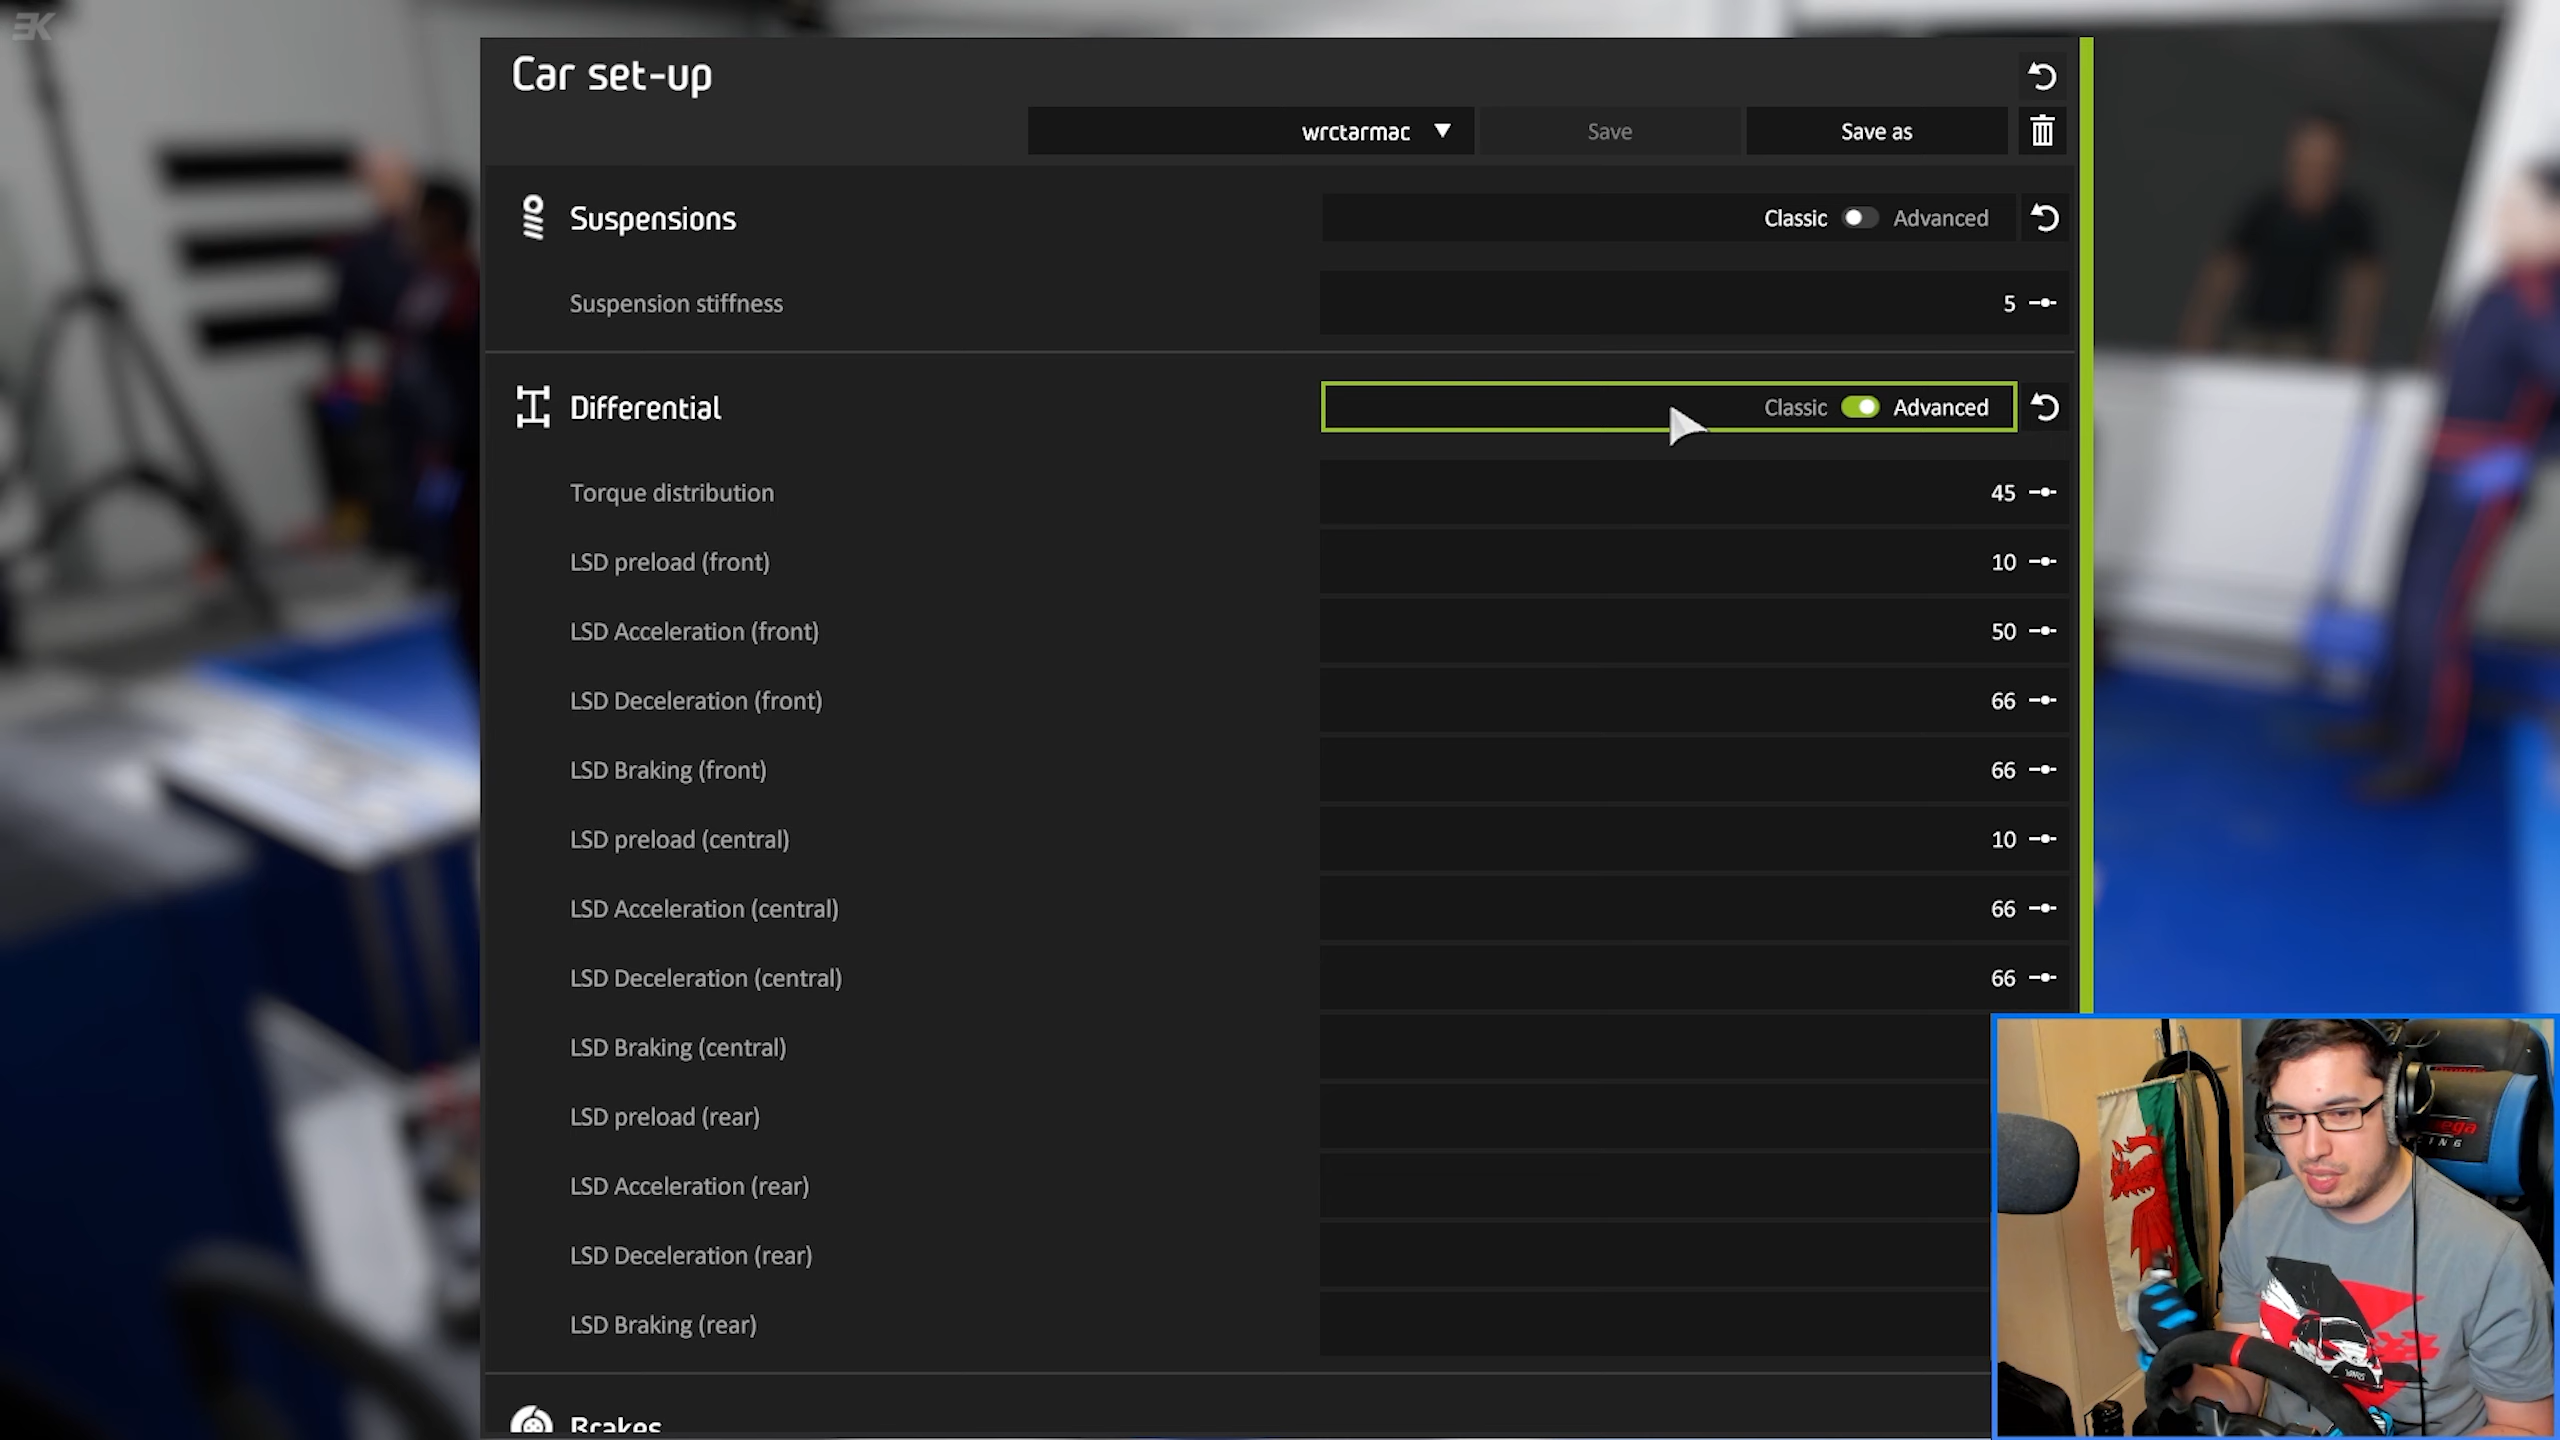 EK
Car set-up
wrctarmac Save Save as
Suspensions Classic Advanced
Suspension stiffness 5
Differential Classic Advanced
Torque distribution 45
LSD preload (front) 10
LSD Acceleration (front) 50
LSD Deceleration (front) 66
LSD Braking (front) 66
LSD preload (central) 10
LSD Acceleration (central) 66
LSD Deceleration (central) 66
LSD Braking (central)
LSD preload (rear)
LSD Acceleration (rear)
LSD Deceleration (rear)
LSD Braking (rear)
Brakes